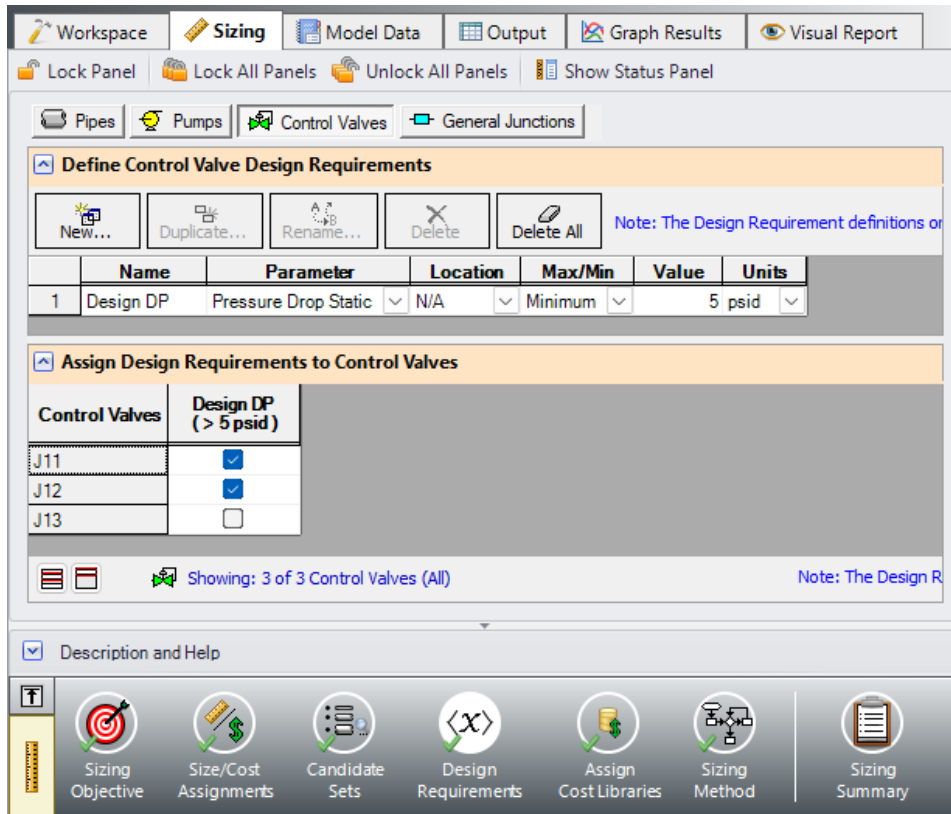 Workspace Sizing Model Data Output Graph Results Visual Report
Lock Panel Lock All Panels Unlock All Panels Show Status Panel
Pipes Pumps Control Valves General Junctions
Define Control Valve Design Requirements
New... Duplicate... Rename... Delete Delete All Note: The Design Requirement definitions or
Name Parameter Location Max/Min Value Units
1 Design DP Pressure Drop Static N/A Minimum 5 psid
Assign Design Requirements to Control Valves
Control Valves Design DP
( > 5 psid )
J11
J12
J13
Showing: 3 of 3 Control Valves (All) Note: The Design R
Description and Help
Sizing Size/Cost Candidate Design Assign Sizing Sizing
Objective Assignments Sets Requirements Cost Libraries Method Summary